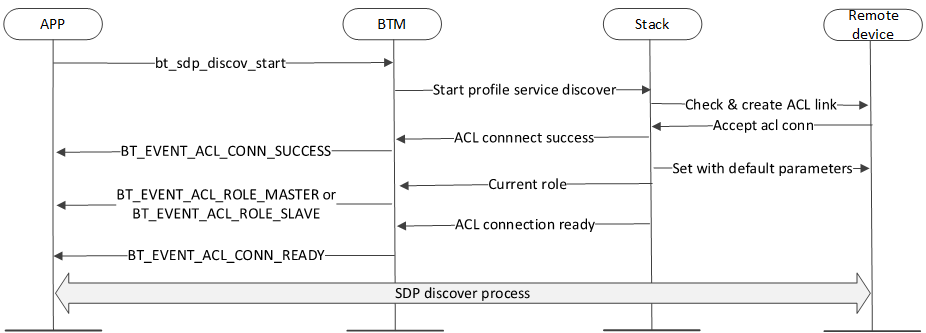 APP
BTM
Stack
Remote
device
bt_sdp_discov_start
Start profile service discover
Check & create ACL link
Accept acl conn
ACL connnect success
BT_EVENT_ACL_CONN_SUCCESS
Set with default parameters
Current role
BT_EVENT_ACL_ROLE_MASTER or
BT_EVENT_ACL_ROLE_SLAVE
ACL connection ready
BT_EVENT_ACL_CONN_READY
SDP discover process